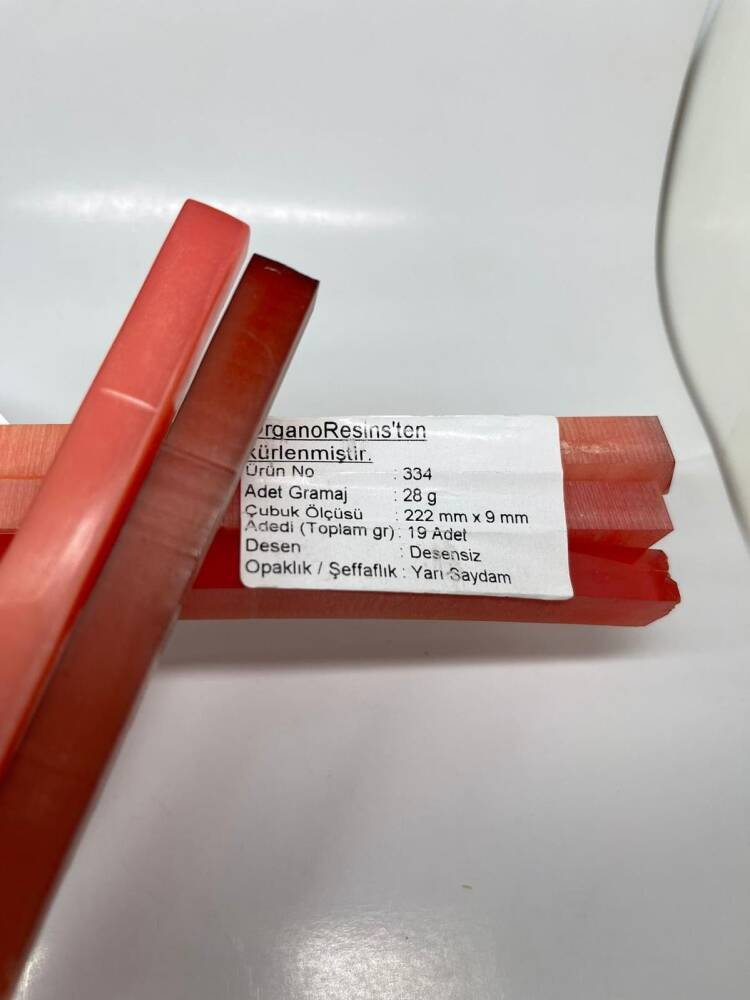 OrganoResins'ten
kürlenmiştir.
Ürün No : 334
Adet Gramaj : 28 g
Çubuk Ölçüsü : 222 mm x 9 mm
Adedi (Toplam gr) : 19 Adet
Desen : Desensiz
Opaklık / Şeffaflık : Yarı Saydam